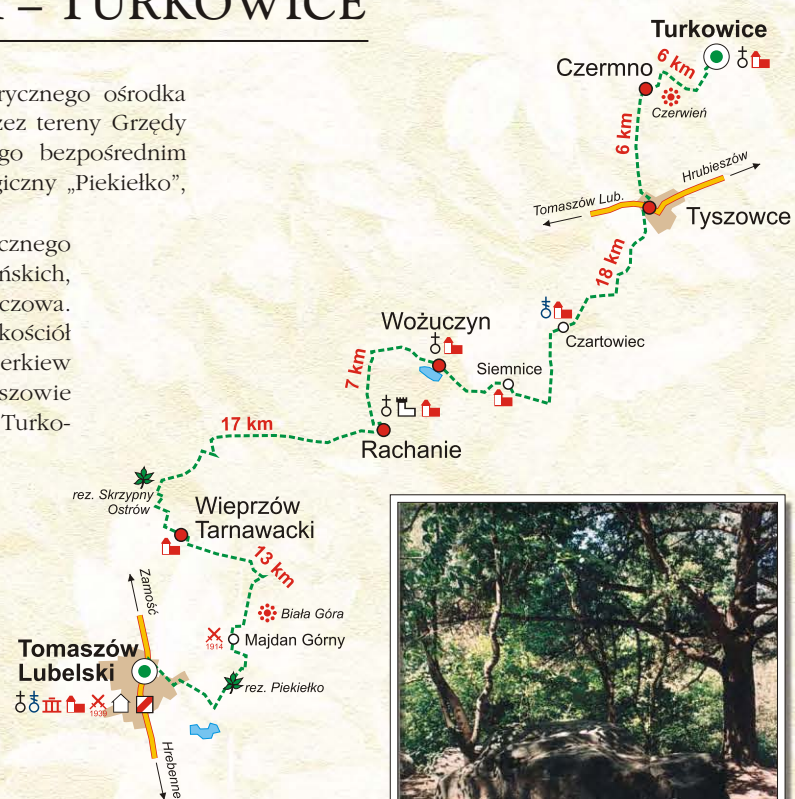 – TURKOWICE
rycznego ośrodka
zez tereny Grzędy
go bezpośrednim
giczny „Piekiełko”,
cznego
ńskich,
czowa.
kościół
erkiew
szowie
Turko-
Turkowice
6 km
Czermno
Czerwień
6 km
Hrubieszów
Tomaszów Lub.
Tyszowce
18 km
Wożuczyn
Czartowiec
7 km
Siemnice
17 km
Rachanie
rez. Skrzypny
Ostrów
Wieprzów
Tarnawacki
13 km
Zamość
Biała Góra
1914
Majdan Górny
Tomaszów
Lubelski
rez. Piekiełko
1939
Hrebenne